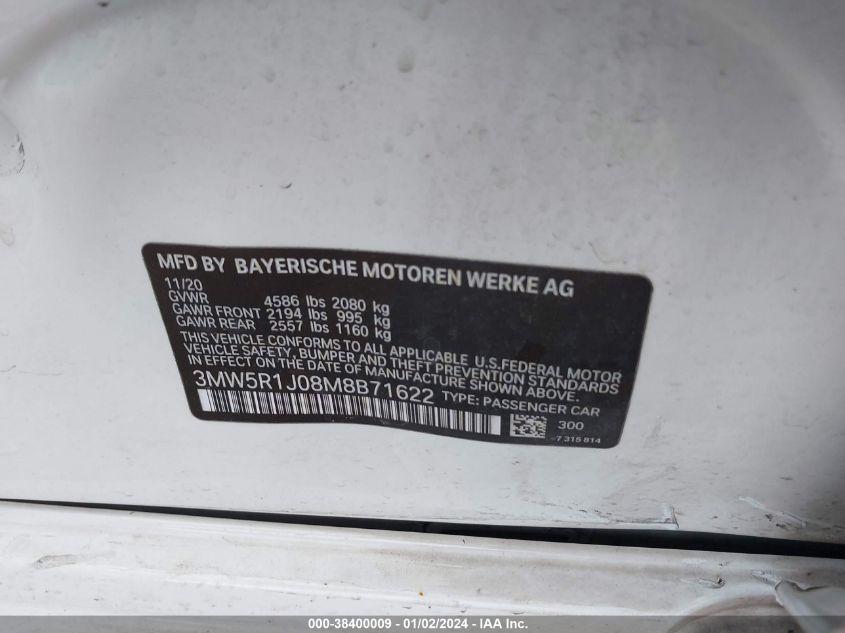 MFD BY BAYERISCHE MOTOREN WERKE AG
11/20
GVWR 4586 lbs 2080 kg
GAWR FRONT 2194 lbs 995 kg
GAWR REAR 2557 lbs 1160 kg
THIS VEHICLE CONFORMS TO ALL APPLICABLE U.S.FEDERAL MOTOR
VEHICLE SAFETY, BUMPER AND THEFT PREVENTION STANDARDS
IN EFFECT ON THE DATE OF MANUFACTURE SHOWN ABOVE.
3MW5R1J08M8B71622 TYPE: PASSENGER CAR
300
7 315 814
000-38400009 - 01/02/2024 - IAA Inc.